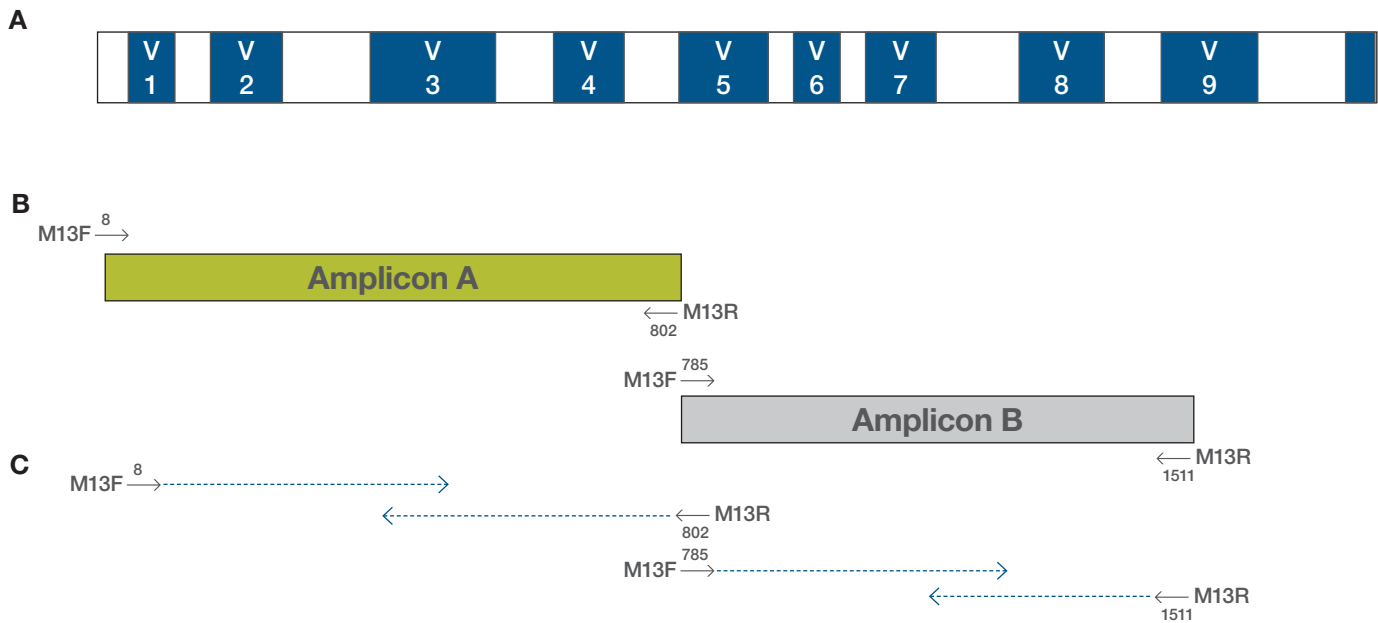 A
V V V V V V V V V
1 2 3 4 5 6 7 8 9
B
8
M13F
Amplicon A
M13R
802
785
M13F
Amplicon B
M13R
1511
C
8
M13F
M13R
802
785
M13F
M13R
1511